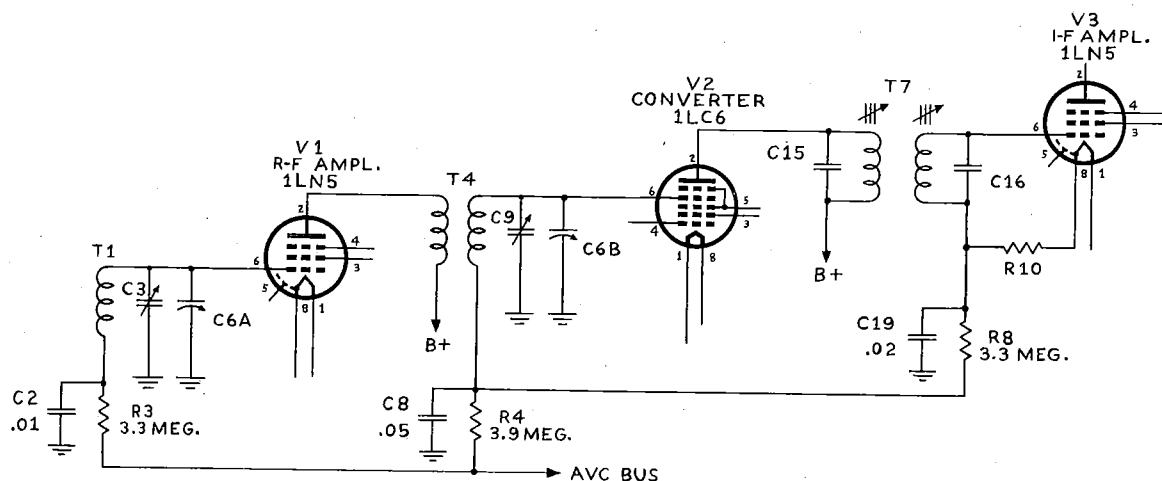 V3
I-F AMPL.
1LN5
2
4
3
6
5
8
1
V2
CONVERTER
1LC6
2
6
5
3
4
1
8
T7
C15
C16
B+
R10
V1
R-F AMPL.
1LN5
2
4
3
6
5
8
1
T4
C9
C6B
B+
T1
C3
C6A
C2
.01
R3
3.3 MEG.
C8
.05
R4
3.9 MEG.
C19
.02
R8
3.3 MEG.
AVC BUS